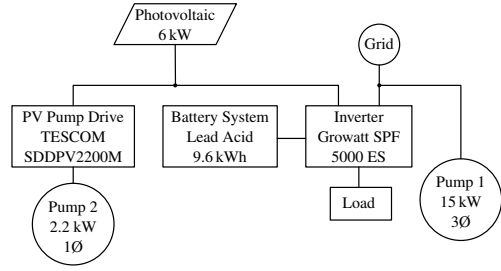 Photovoltaic
6 kW
Grid
PV Pump Drive
TESCOM
SDDPV2200M
Battery System
Lead Acid
9.6 kWh
Inverter
Growatt SPF
5000 ES
Pump 1
15 kW
3Ø
Pump 2
2.2 kW
1Ø
Load